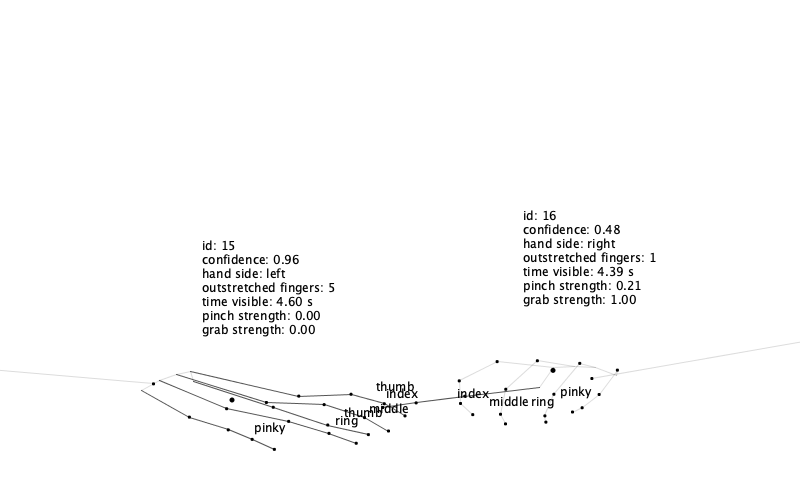 id: 15
confidence: 0.96
hand side: left
outstretched fingers: 5
time visible: 4.60 s
pinch strength: 0.00
grab strength: 0.00
id: 16
confidence: 0.48
hand side: right
outstretched fingers: 1
time visible: 4.39 s
pinch strength: 0.21
grab strength: 1.00
thumb
index
middle
thumb
ring
pinky
index
middle
ring
pinky